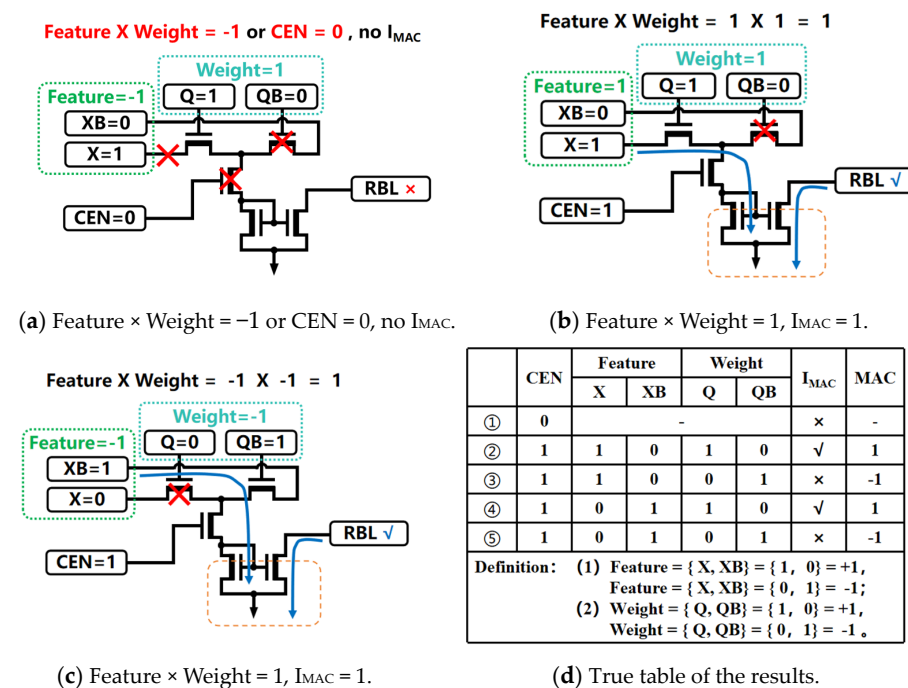 Feature X Weight = -1 or CEN = 0 , no IMAC
Weight=1
Feature=-1
Q=1
QB=0
XB=0
X=1
CEN=0
RBL ×
(a) Feature × Weight = −1 or CEN = 0, no IMAC.
Feature X Weight = 1 X 1 = 1
Weight=1
Feature=1
Q=1
QB=0
XB=0
X=1
CEN=1
RBL √
(b) Feature × Weight = 1, IMAC = 1.
Feature X Weight = -1 X -1 = 1
Weight=-1
Feature=-1
Q=0
QB=1
XB=1
X=0
CEN=1
RBL √
(c) Feature × Weight = 1, IMAC = 1.
CEN Feature Weight IMAC MAC
X XB Q QB
① 0 - × -
② 1 1 0 1 0 √ 1
③ 1 1 0 0 1 × -1
④ 1 0 1 1 0 √ 1
⑤ 1 0 1 0 1 × -1
Definition: (1) Feature = { X, XB} = { 1, 0} = +1,
Feature = { X, XB} = { 0, 1} = -1;
(2) Weight = { Q, QB} = { 1, 0} = +1,
Weight = { Q, QB} = { 0, 1} = -1 。
(d) True table of the results.